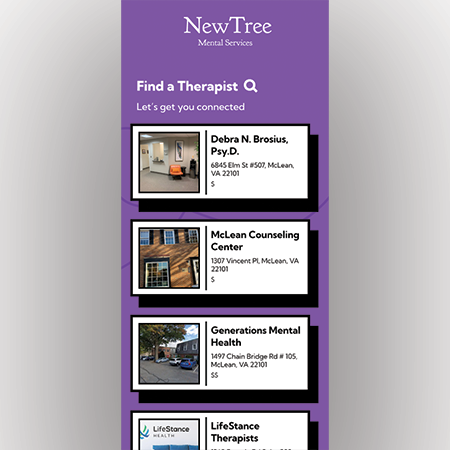 NewTree
Mental Services
Find a Therapist
Let's get you connected
Debra N. Brosius,
Psy.D.
6845 Elm St #507, McLean,
VA 22101
$
McLean Counseling
Center
1307 Vincent Pl, McLean, VA
22101
$
Generations Mental
Health
1497 Chain Bridge Rd # 105,
McLean, VA 22101
$$
LifeStance
HEALTH
LifeStance
Therapists